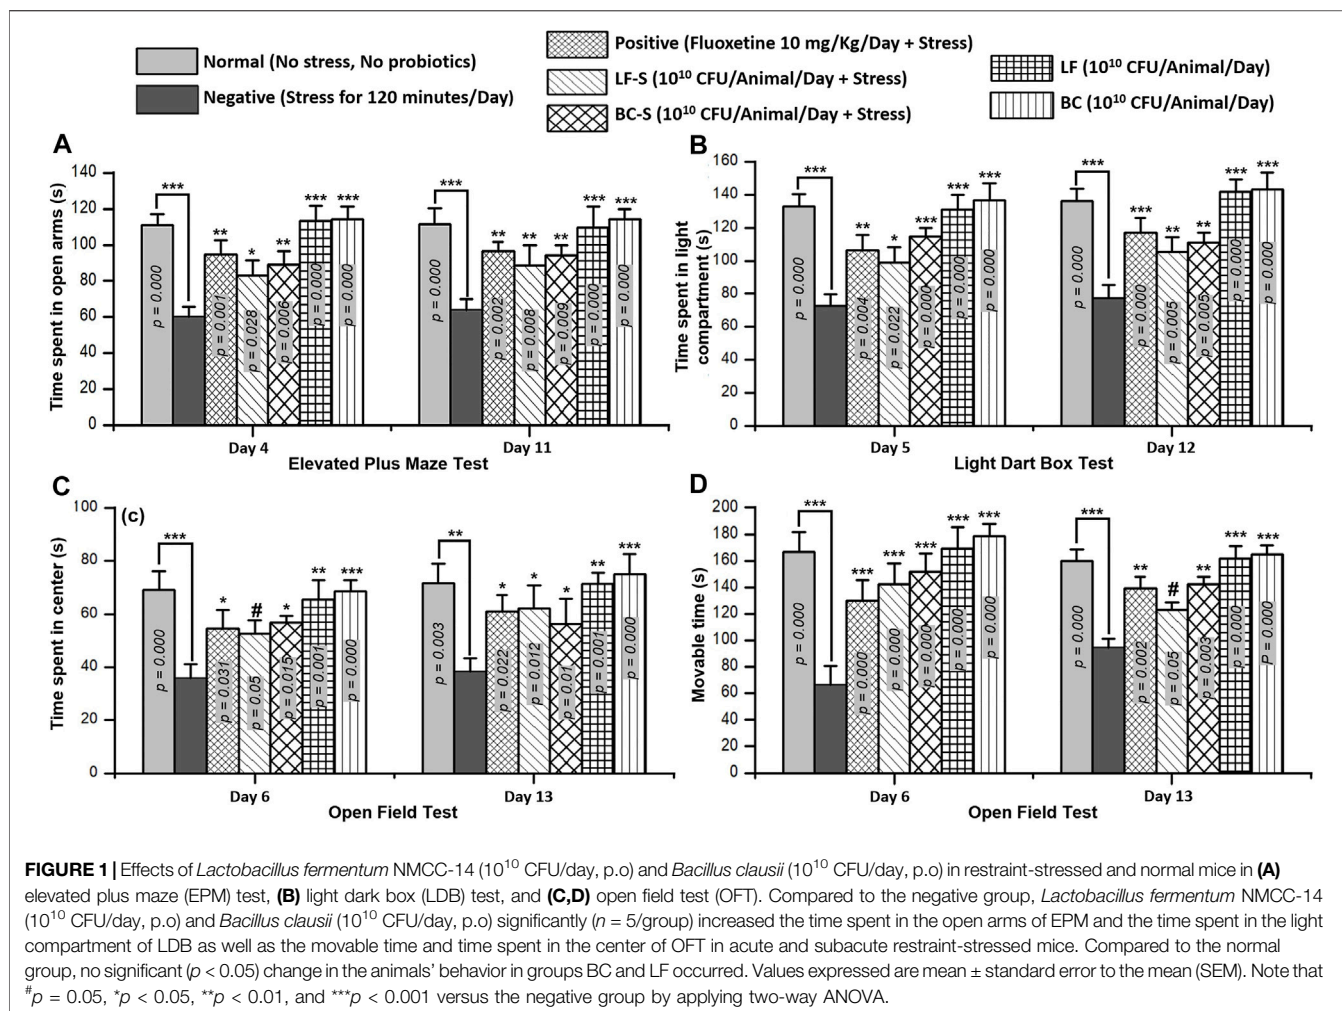 Normal (No stress, No probiotics)
Negative (Stress for 120 minutes/Day)
Positive (Fluoxetine 10 mg/Kg/Day + Stress)
LF-S (10¹⁰ CFU/Animal/Day + Stress)
BC-S (10¹⁰ CFU/Animal/Day + Stress)
LF (10¹⁰ CFU/Animal/Day)
BC (10¹⁰ CFU/Animal/Day)
A
Time spent in open arms (s)
140
120
100
80
60
40
20
0
***
p = 0.000
**
p = 0.001
*
p = 0.028
**
p = 0.006
***
p = 0.000
***
p = 0.000
***
**
p = 0.002
**
p = 0.008
**
p = 0.009
***
p = 0.000
***
p = 0.000
Day 4
Day 11
Elevated Plus Maze Test
B
Time spent in light
compartment (s)
160
140
120
100
80
60
40
20
0
***
p = 0.000
**
p = 0.004
*
p = 0.022
***
p = 0.000
***
p = 0.000
***
p = 0.000
***
p = 0.000
***
p = 0.000
**
p = 0.005
**
p = 0.005
***
p = 0.000
***
p = 0.000
Day 5
Day 12
Light Dart Box Test
C
(c)
Time spent in center (s)
100
80
60
40
20
0
***
p = 0.000
*
p = 0.031
#
p = 0.05
*
p = 0.015
**
p = 0.001
***
p = 0.000
**
p = 0.003
*
p = 0.022
*
p = 0.012
*
p = 0.01
**
p = 0.001
***
p = 0.000
Day 6
Day 13
Open Field Test
D
Movable time (s)
200
180
160
140
120
100
80
60
40
20
0
***
p = 0.000
***
p = 0.000
***
p = 0.000
***
p = 0.000
***
p = 0.000
***
p = 0.000
***
p = 0.000
**
p = 0.002
#
p = 0.05
**
p = 0.003
***
p = 0.000
***
p = 0.000
Day 6
Day 13
Open Field Test
FIGURE 1 | Effects of Lactobacillus fermentum NMCC-14 (10¹⁰ CFU/day, p.o) and Bacillus clausii (10¹⁰ CFU/day, p.o) in restraint-stressed and normal mice in (A)
elevated plus maze (EPM) test, (B) light dark box (LDB) test, and (C,D) open field test (OFT). Compared to the negative group, Lactobacillus fermentum NMCC-14
(10¹⁰ CFU/day, p.o) and Bacillus clausii (10¹⁰ CFU/day, p.o) significantly (n = 5/group) increased the time spent in the open arms of EPM and the time spent in the light
compartment of LDB as well as the movable time and time spent in the center of OFT in acute and subacute restraint-stressed mice. Compared to the normal
group, no significant (p < 0.05) change in the animals' behavior in groups BC and LF occurred. Values expressed are mean ± standard error to the mean (SEM). Note that
#p = 0.05, *p < 0.05, **p < 0.01, and ***p < 0.001 versus the negative group by applying two-way ANOVA.